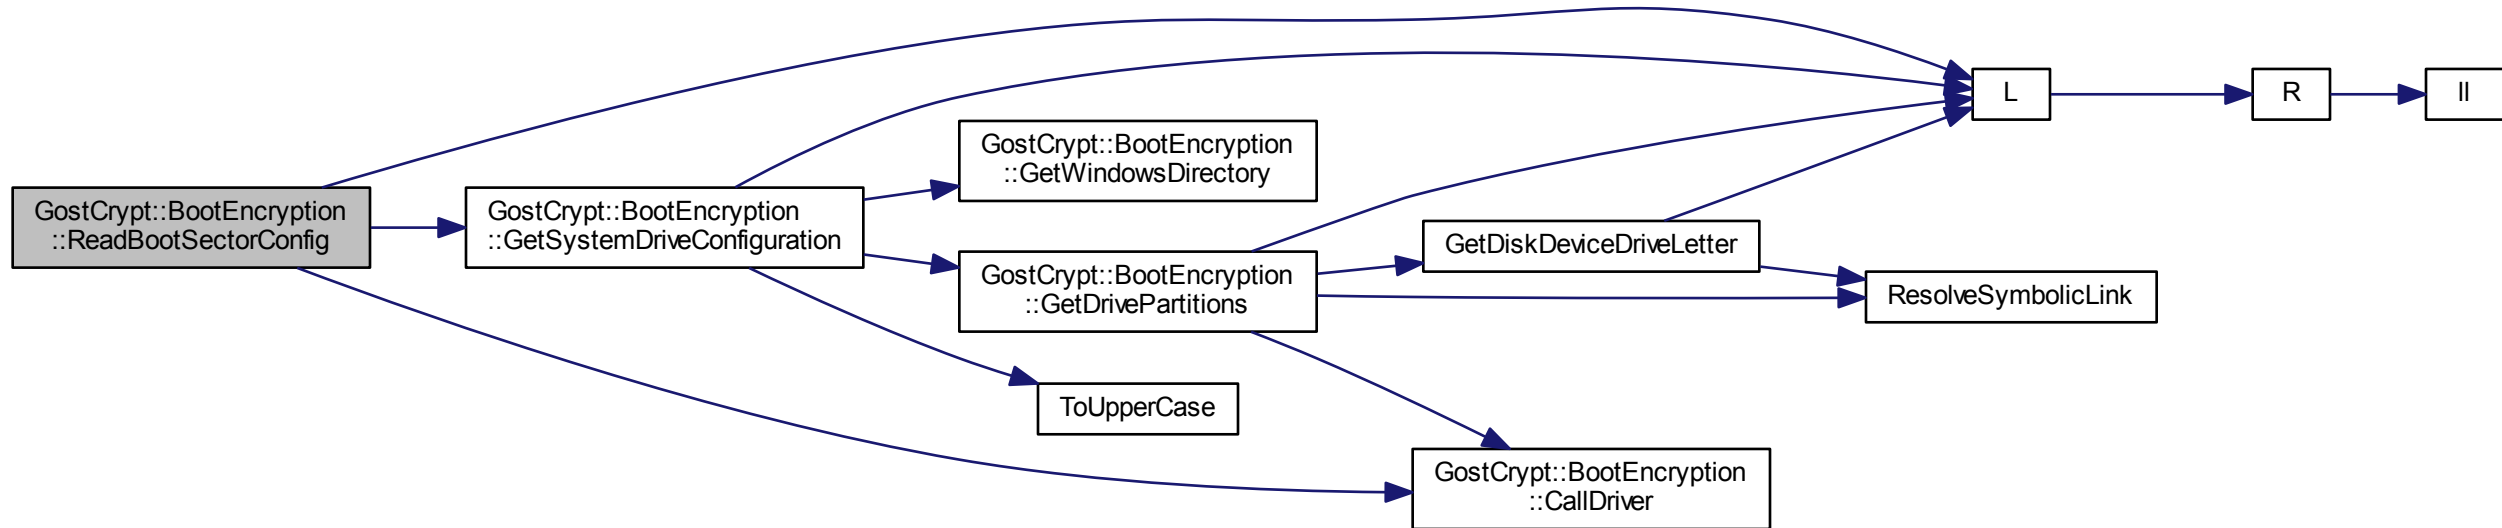 GostCrypt::BootEncryption
::ReadBootSectorConfig
GostCrypt::BootEncryption
::GetSystemDriveConfiguration
GostCrypt::BootEncryption
::GetWindowsDirectory
GostCrypt::BootEncryption
::GetDrivePartitions
ToUpperCase
GetDiskDeviceDriveLetter
GostCrypt::BootEncryption
::CallDriver
ResolveSymbolicLink
L
R
ll